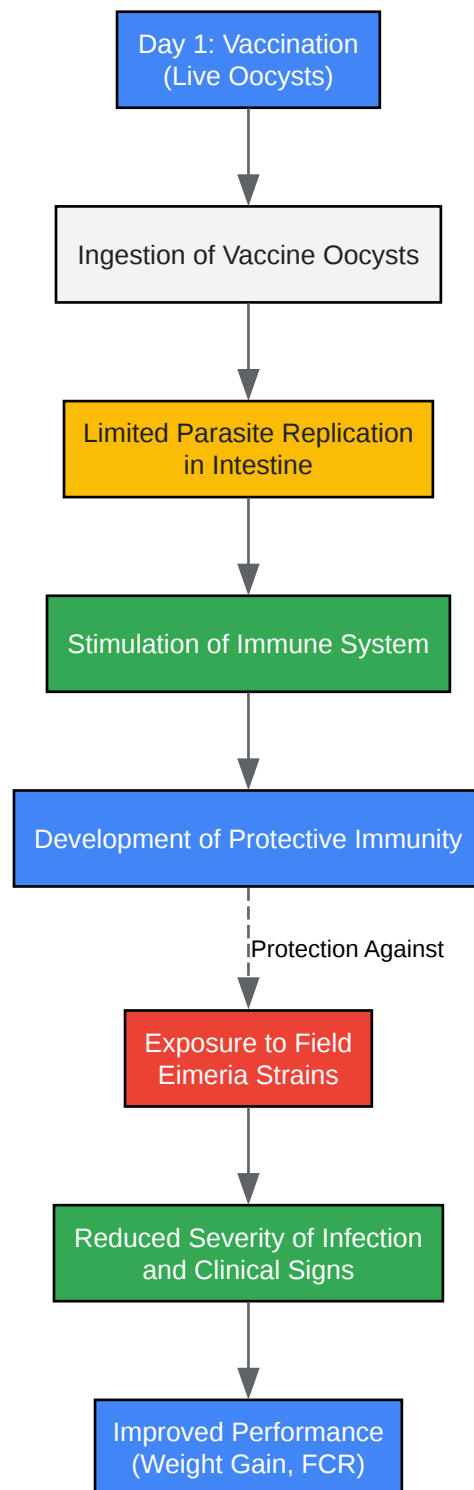 Day 1: Vaccination
(Live Oocysts)
Ingestion of Vaccine Oocysts
Limited Parasite Replication
in Intestine
Stimulation of Immune System
Development of Protective Immunity
Protection Against
Exposure to Field
Eimeria Strains
Reduced Severity of Infection
and Clinical Signs
Improved Performance
(Weight Gain, FCR)